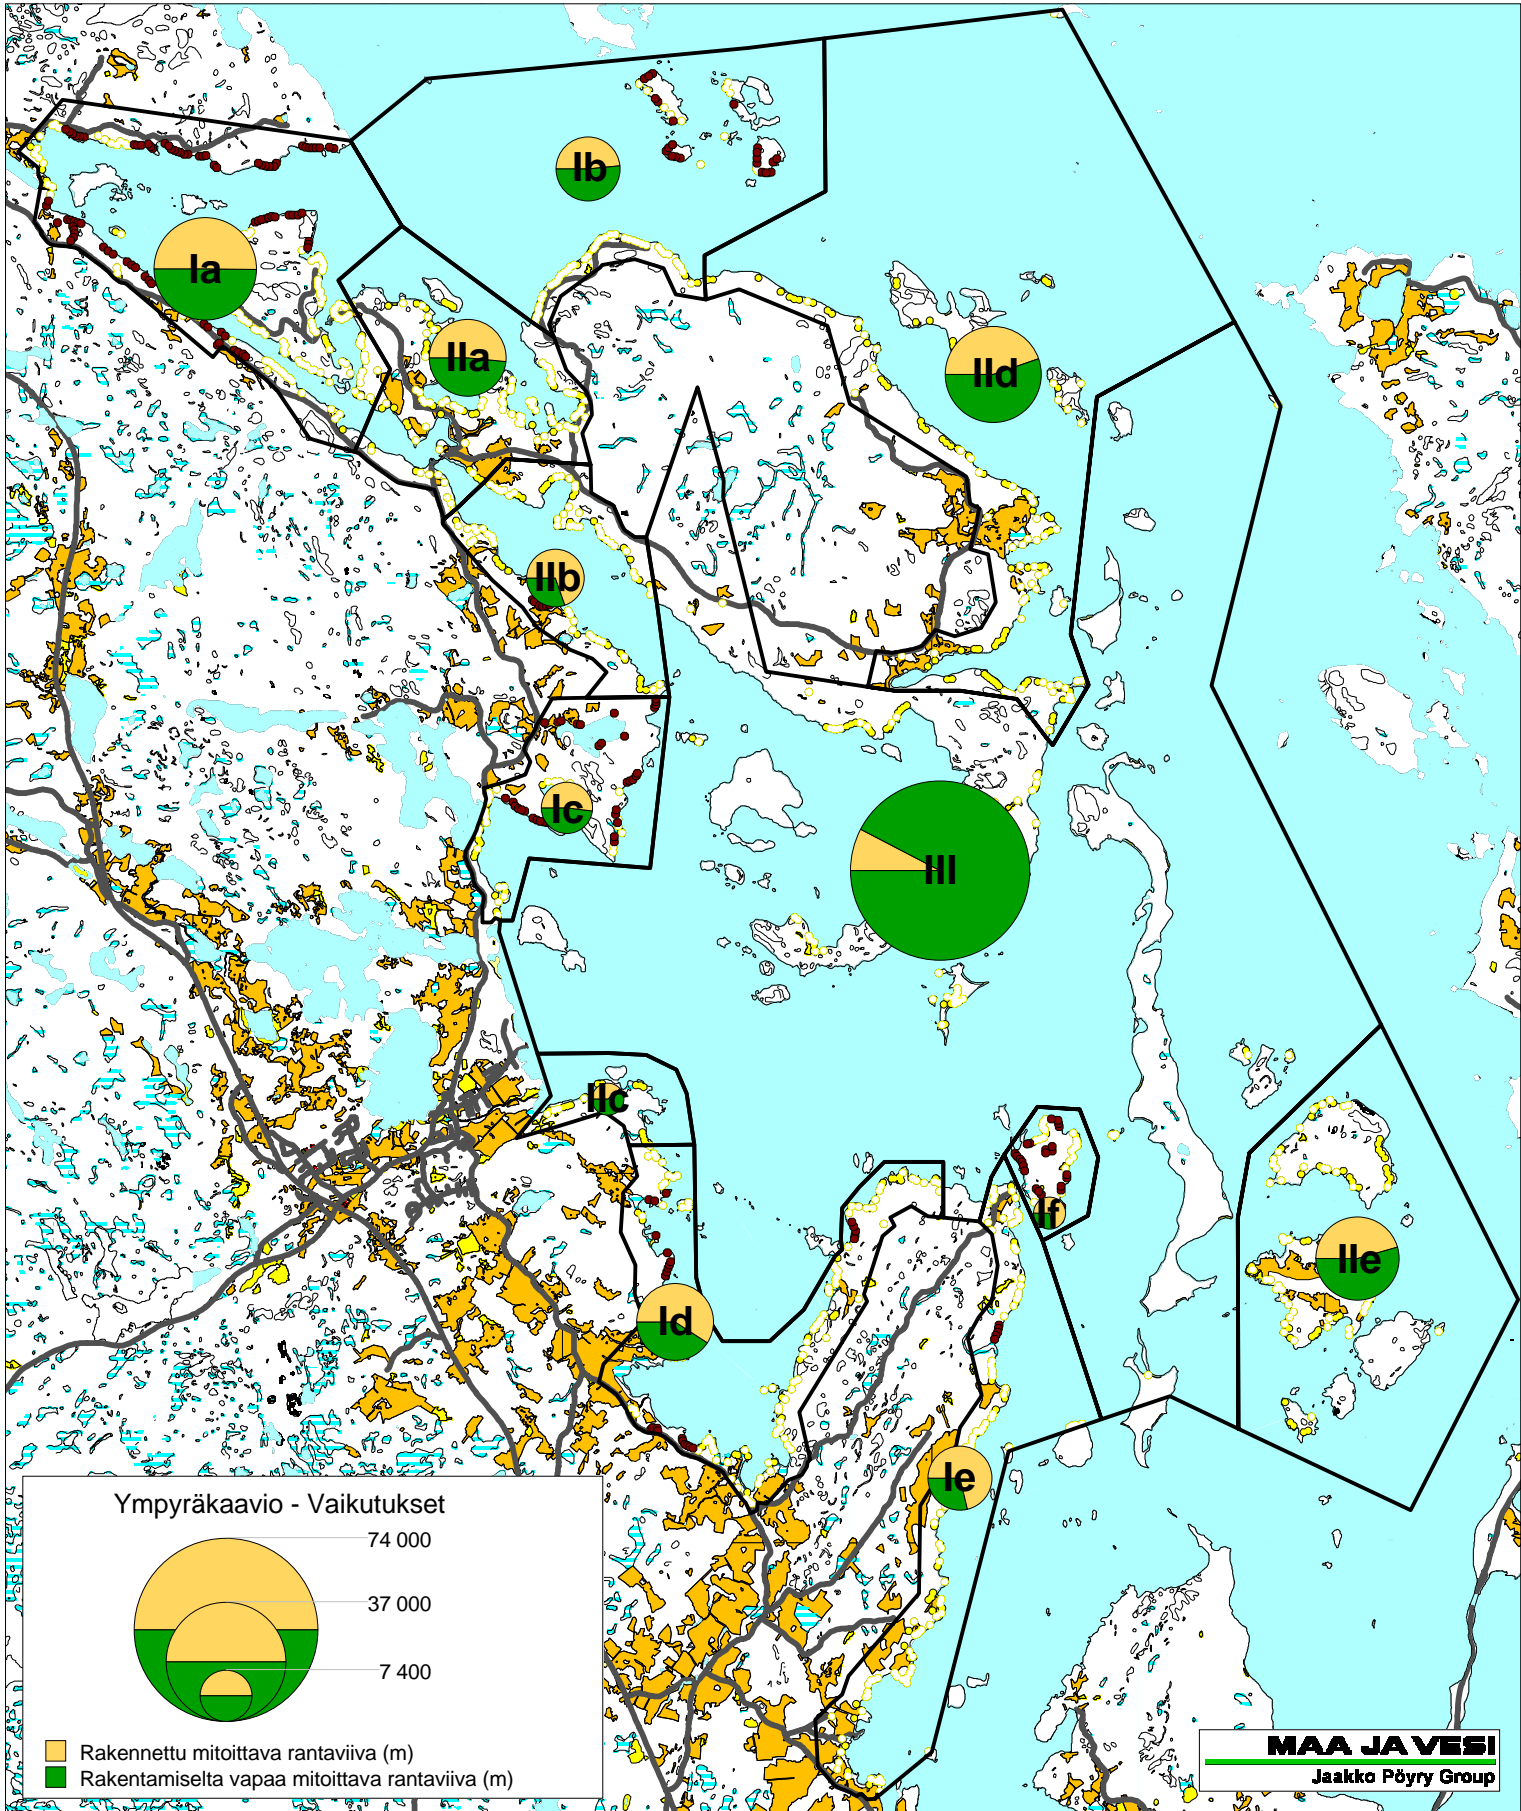 Ib
Ia
IIa
IId
IIb
Ic
III
IIc
If
IIe
Id
Ie
Ympyräkaavio - Vaikutukset
74 000
37 000
7 400
Rakennettu mitoittava rantaviiva (m)
Rakentamiselta vapaa mitoittava rantaviiva (m)
MAA JA VESI
Jaakko Pöyry Group